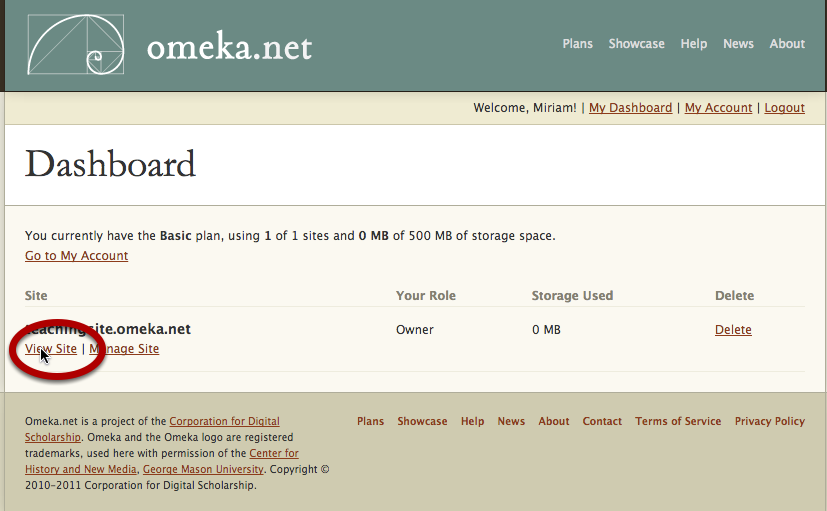 omeka.net
Plans Showcase Help News About
Welcome, Miriam! | My Dashboard | My Account | Logout
Dashboard
You currently have the Basic plan, using 1 of 1 sites and 0 MB of 500 MB of storage space.
Go to My Account
Site Your Role Storage Used Delete
teachingsite.omeka.net Owner 0 MB Delete
View Site | Manage Site
Omeka.net is a project of the Corporation for Digital
Scholarship. Omeka and the Omeka logo are registered
trademarks, used here with permission of the Center for
History and New Media, George Mason University. Copyright ©
2010-2011 Corporation for Digital Scholarship.
Plans Showcase Help News About Contact Terms of Service Privacy Policy